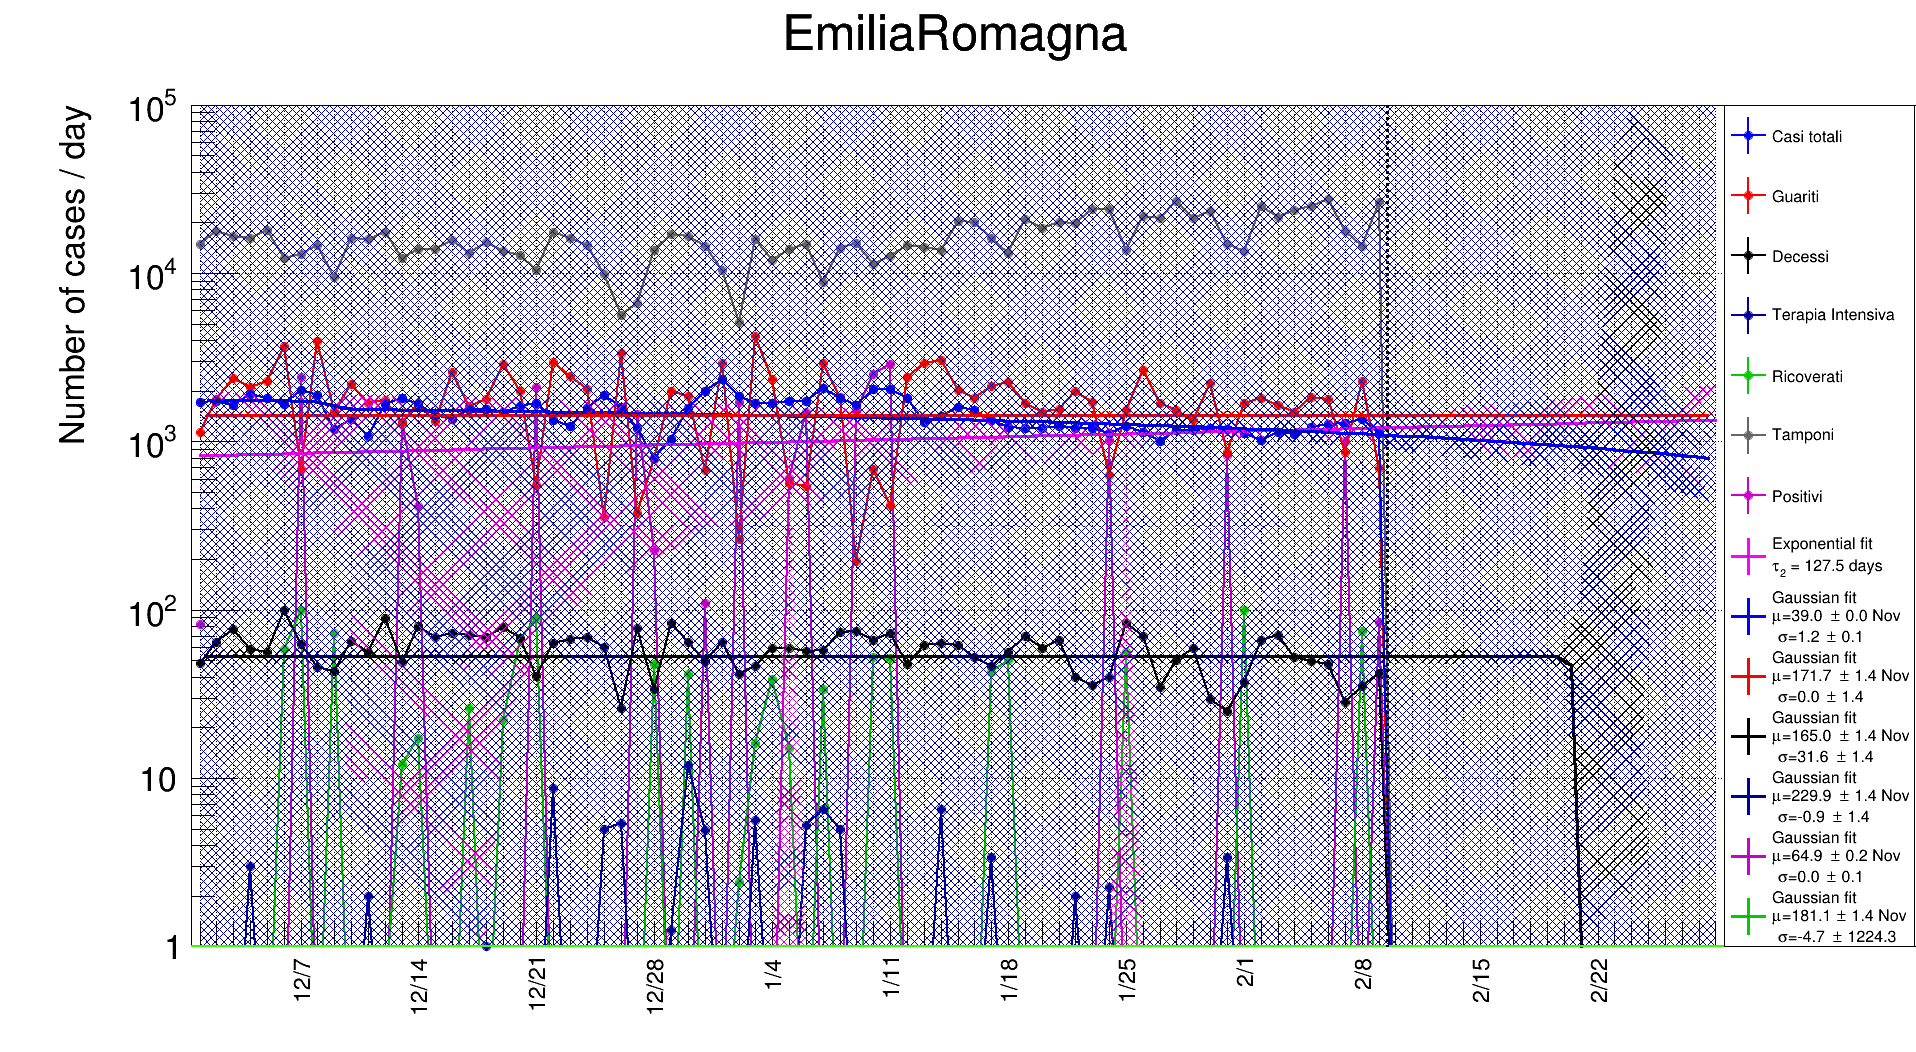 EmiliaRomagna
Number of cases / day
10^5
10^4
10^3
10^2
10
1
12/7
12/14
12/21
12/28
1/4
1/11
1/18
1/25
2/1
2/8
2/15
2/22
Casi totali
Guariti
Decessi
Terapia Intensiva
Ricoverati
Tamponi
Positivi
Exponential fit
τ2 = 127.5 days
Gaussian fit
μ=39.0 ± 0.0 Nov
σ=1.2 ± 0.1
Gaussian fit
μ=171.7 ± 1.4 Nov
σ=0.0 ± 1.4
Gaussian fit
μ=165.0 ± 1.4 Nov
σ=31.6 ± 1.4
Gaussian fit
μ=229.9 ± 1.4 Nov
σ=-0.9 ± 1.4
Gaussian fit
μ=64.9 ± 0.2 Nov
σ=0.0 ± 0.1
Gaussian fit
μ=181.1 ± 1.4 Nov
σ=-4.7 ± 1224.3